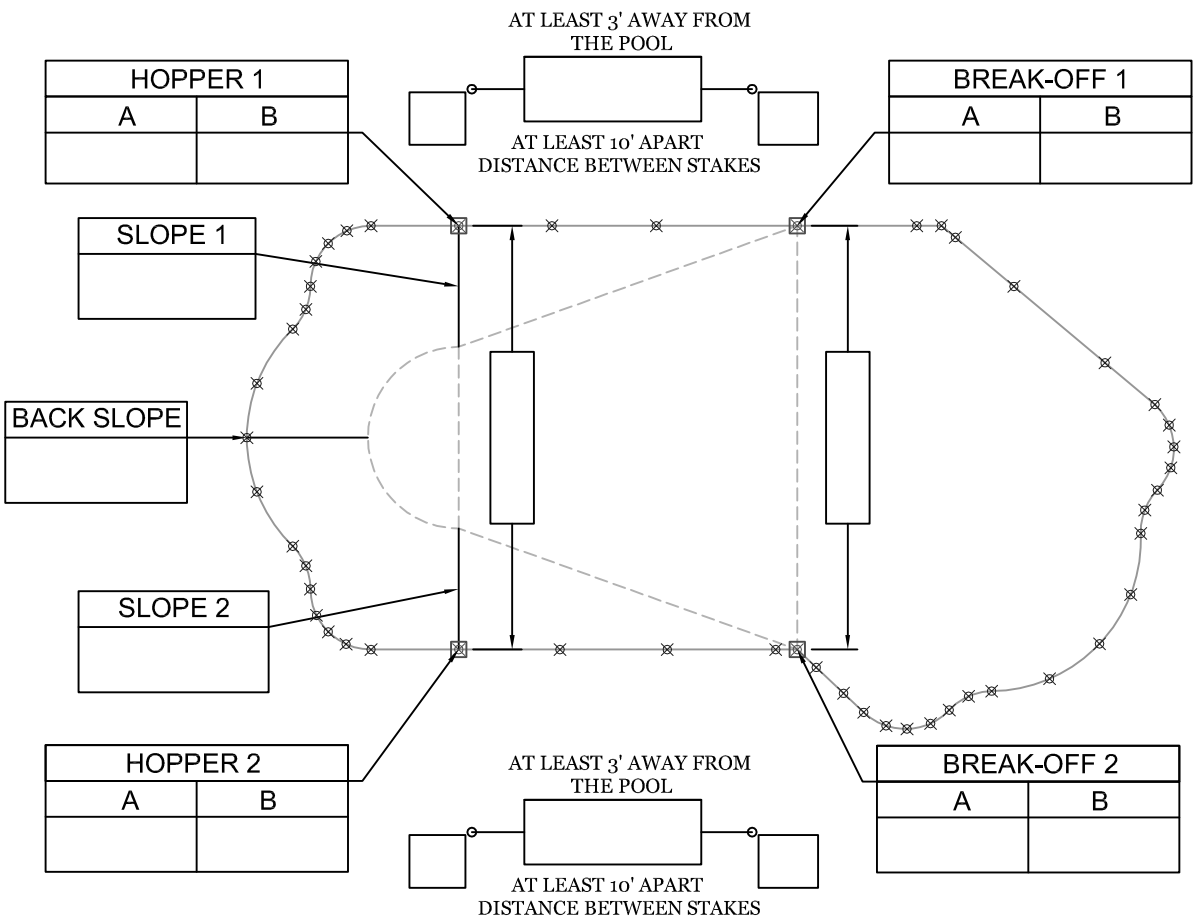 AT LEAST 3' AWAY FROM
THE POOL
HOPPER 1
A B
BREAK-OFF 1
A B
AT LEAST 10' APART
DISTANCE BETWEEN STAKES
SLOPE 1
BACK SLOPE
SLOPE 2
HOPPER 2
A B
AT LEAST 3' AWAY FROM
THE POOL
BREAK-OFF 2
A B
AT LEAST 10' APART
DISTANCE BETWEEN STAKES